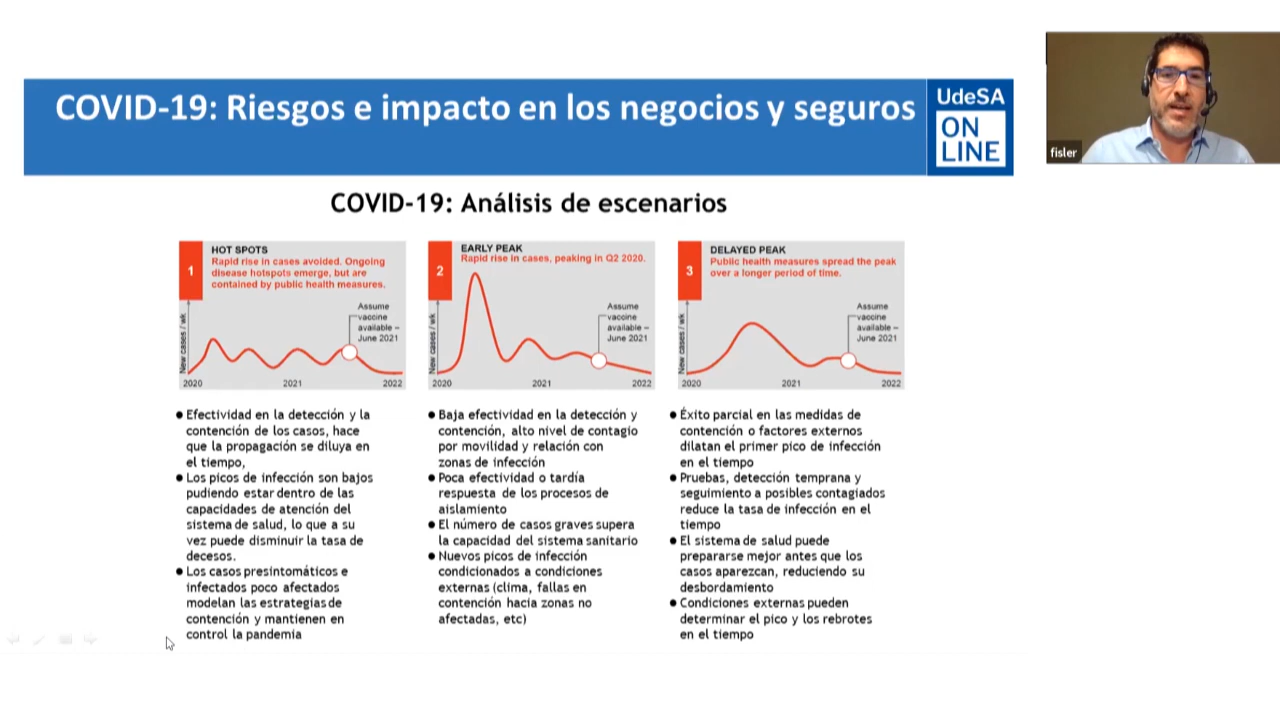 COVID-19: Riesgos e impacto en los negocios y seguros
UdeSA
ON
LINE
fisler
COVID-19: Análisis de escenarios
1
HOT SPOTS
Rapid rise in cases avoided. Ongoing
disease hotspots emerge, but are
contained by public health measures.
Assume
vaccine
available –
June 2021
New cases / wk
2020
2021
2022
2
EARLY PEAK
Rapid rise in cases, peaking in Q2 2020.
Assume
vaccine
available –
June 2021
New cases / wk
2020
2021
2022
3
DELAYED PEAK
Public health measures spread the peak
over a longer period of time.
Assume
vaccine
available –
June 2021
New cases / wk
2020
2021
2022
● Efectividad en la detección y la
contención de los casos, hace
que la propagación se diluya en
el tiempo,
● Los picos de infección son bajos
pudiendo estar dentro de las
capacidades de atención del
sistema de salud, lo que a su
vez puede disminuir la tasa de
decesos.
● Los casos presintomáticos e
infectados poco afectados
modelan las estrategias de
contención y mantienen en
control la pandemia
● Baja efectividad en la detección y
contención, alto nivel de contagio
por movilidad y relación con
zonas de infección
● Poca efectividad o tardía
respuesta de los procesos de
aislamiento
● El número de casos graves supera
la capacidad del sistema sanitario
● Nuevos picos de infección
condicionados a condiciones
externas (clima, fallas en
contención hacia zonas no
afectadas, etc)
● Éxito parcial en las medidas de
contención o factores externos
dilatan el primer pico de infección
en el tiempo
● Pruebas, detección temprana y
seguimiento a posibles contagiados
reduce la tasa de infección en el
tiempo
● El sistema de salud puede
prepararse mejor antes que los
casos aparezcan, reduciendo su
desbordamiento
● Condiciones externas pueden
determinar el pico y los rebrotes
en el tiempo